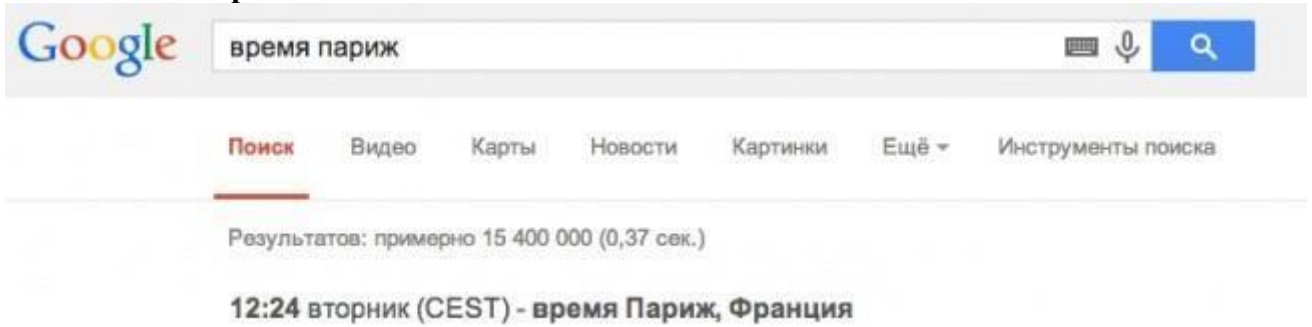 Google время париж
Поиск Видео Карты Новости Картинки Ещё Инструменты поиска
Результатов: примерно 15 400 000 (0,37 сек.)
12:24 вторник (CEST) - время Париж, Франция